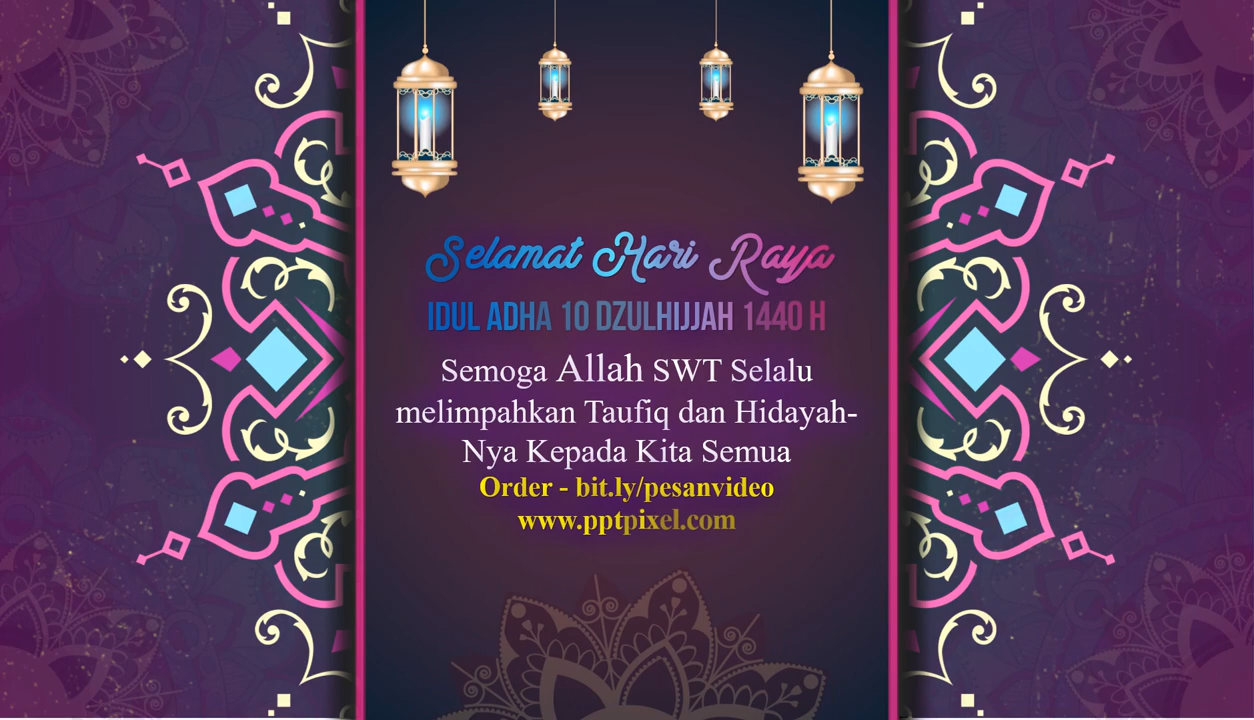 Selamat Hari Raya
IDUL ADHA 10 DZULHIJJAH 1440 H
Semoga Allah SWT Selalu
melimpahkan Taufiq dan Hidayah-
Nya Kepada Kita Semua
Order - bit.ly/pesanvideo
www.pptpixel.com